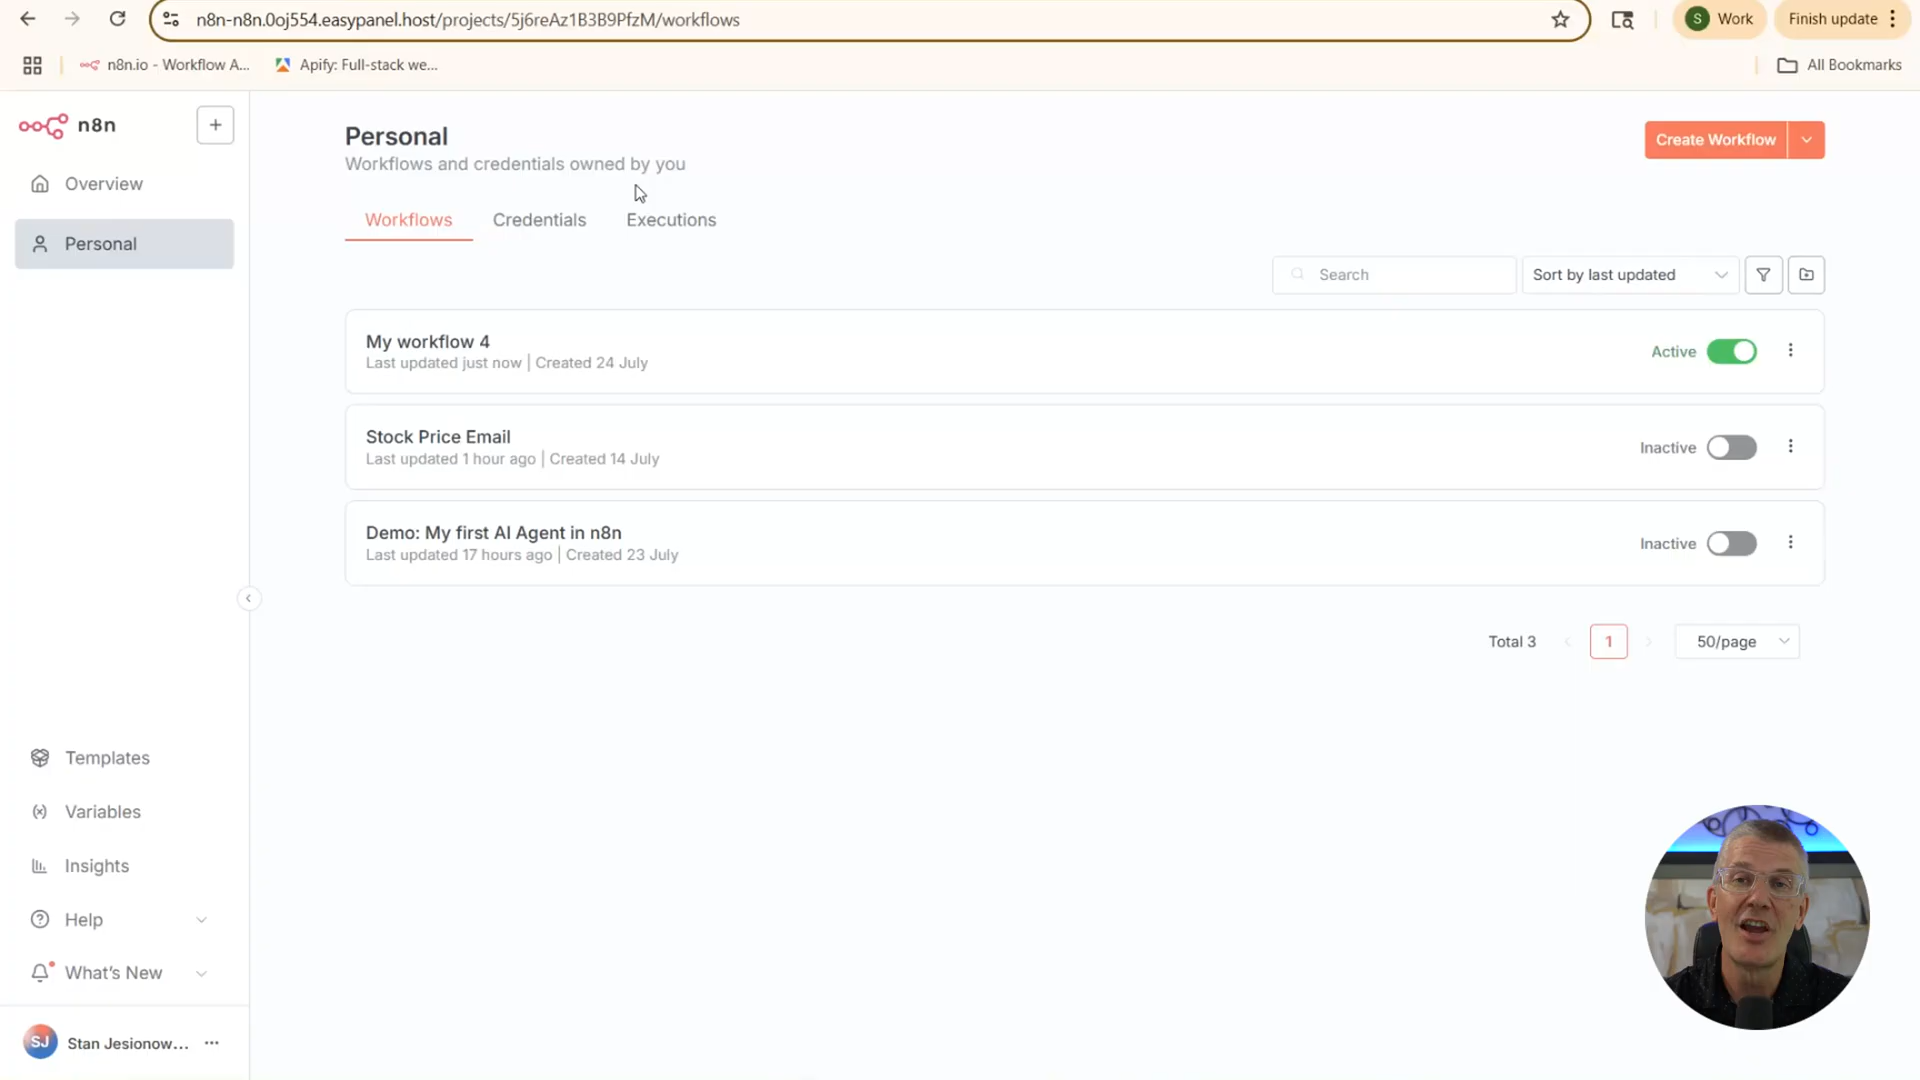 n8n-n8n.0oj554.easypanel.host/projects/5j6reAz1B3B9PfzM/workflows
S Work
Finish update
n8n.io - Workflow A...
Apify: Full-stack we...
All Bookmarks
n8n
+
Overview
Personal
Personal
Workflows and credentials owned by you
Create Workflow
Workflows
Credentials
Executions
Search
Sort by last updated
My workflow 4
Last updated just now | Created 24 July
Active
Stock Price Email
Last updated 1 hour ago | Created 14 July
Inactive
Demo: My first AI Agent in n8n
Last updated 17 hours ago | Created 23 July
Inactive
Total 3
1
50/page
Templates
Variables
Insights
Help
What's New
SJ Stan Jesionow...